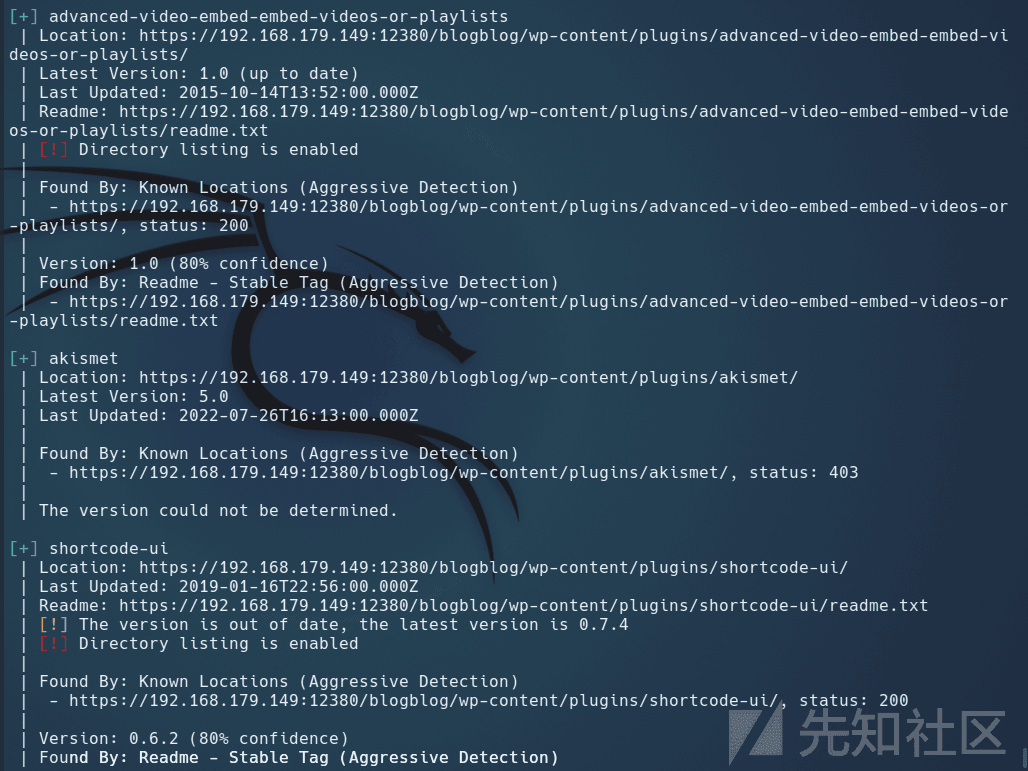 [+] advanced-video-embed-embed-videos-or-playlists
| Location: https://192.168.179.149:12380/blogblog/wp-content/plugins/advanced-video-embed-embed-vi
deos-or-playlists/
| Latest Version: 1.0 (up to date)
| Last Updated: 2015-10-14T13:52:00.000Z
| Readme: https://192.168.179.149:12380/blogblog/wp-content/plugins/advanced-video-embed-embed-vide
os-or-playlists/readme.txt
| [!] Directory listing is enabled
|
| Found By: Known Locations (Aggressive Detection)
|  - https://192.168.179.149:12380/blogblog/wp-content/plugins/advanced-video-embed-embed-videos-or
-playlists/, status: 200
|
| Version: 1.0 (80% confidence)
| Found By: Readme - Stable Tag (Aggressive Detection)
|  - https://192.168.179.149:12380/blogblog/wp-content/plugins/advanced-video-embed-embed-videos-or
-playlists/readme.txt
[+] akismet
| Location: https://192.168.179.149:12380/blogblog/wp-content/plugins/akismet/
| Latest Version: 5.0
| Last Updated: 2022-07-26T16:13:00.000Z
|
| Found By: Known Locations (Aggressive Detection)
|  - https://192.168.179.149:12380/blogblog/wp-content/plugins/akismet/, status: 403
|
| The version could not be determined.
[+] shortcode-ui
| Location: https://192.168.179.149:12380/blogblog/wp-content/plugins/shortcode-ui/
| Last Updated: 2019-01-16T22:56:00.000Z
| Readme: https://192.168.179.149:12380/blogblog/wp-content/plugins/shortcode-ui/readme.txt
| [!] The version is out of date, the latest version is 0.7.4
| [!] Directory listing is enabled
|
| Found By: Known Locations (Aggressive Detection)
|  - https://192.168.179.149:12380/blogblog/wp-content/plugins/shortcode-ui/, status: 200
|
| Version: 0.6.2 (80% confidence)
| Found By: Readme - Stable Tag (Aggressive Detection)
先知社区